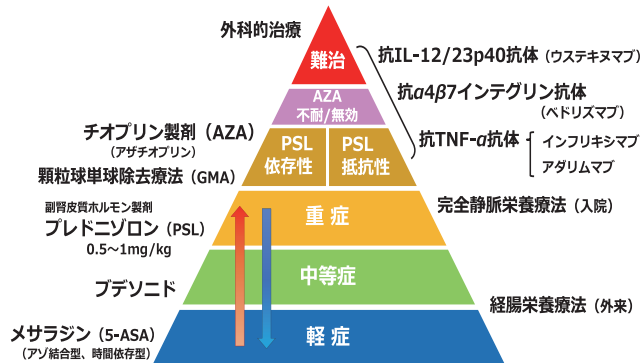 外科的治療
難治
抗IL-12/23p40抗体（ウステキヌマブ）
AZA
不耐/無効
抗α4β7インテグリン抗体
（ベドリズマブ）
チオプリン製剤（AZA）
（アザチオプリン）
PSL
依存性
PSL
抵抗性
抗TNF-α抗体
インフリキシマブ
アダリムマブ
顆粒球単球除去療法（GMA）
副腎皮質ホルモン製剤
プレドニゾロン（PSL）
0.5〜1mg/kg
重症
完全静脈栄養療法（入院）
ブデソニド
中等症
経腸栄養療法（外来）
メサラジン（5-ASA）
（アゾ結合型、時間依存型）
軽症